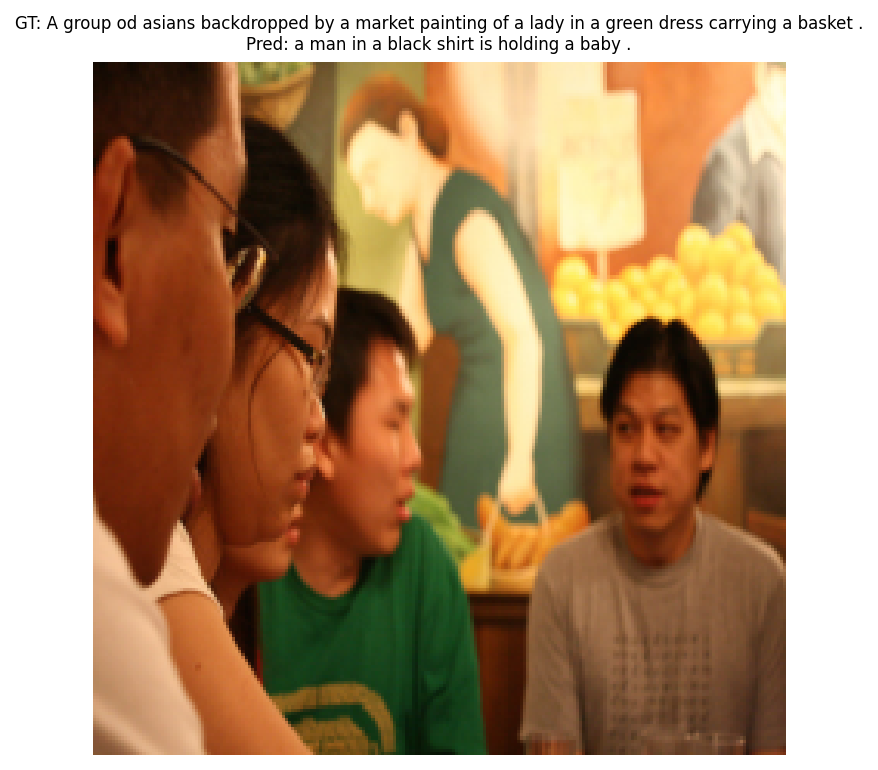 GT: A group od asians backdropped by a market painting of a lady in a green dress carrying a basket .
Pred: a man in a black shirt is holding a baby .